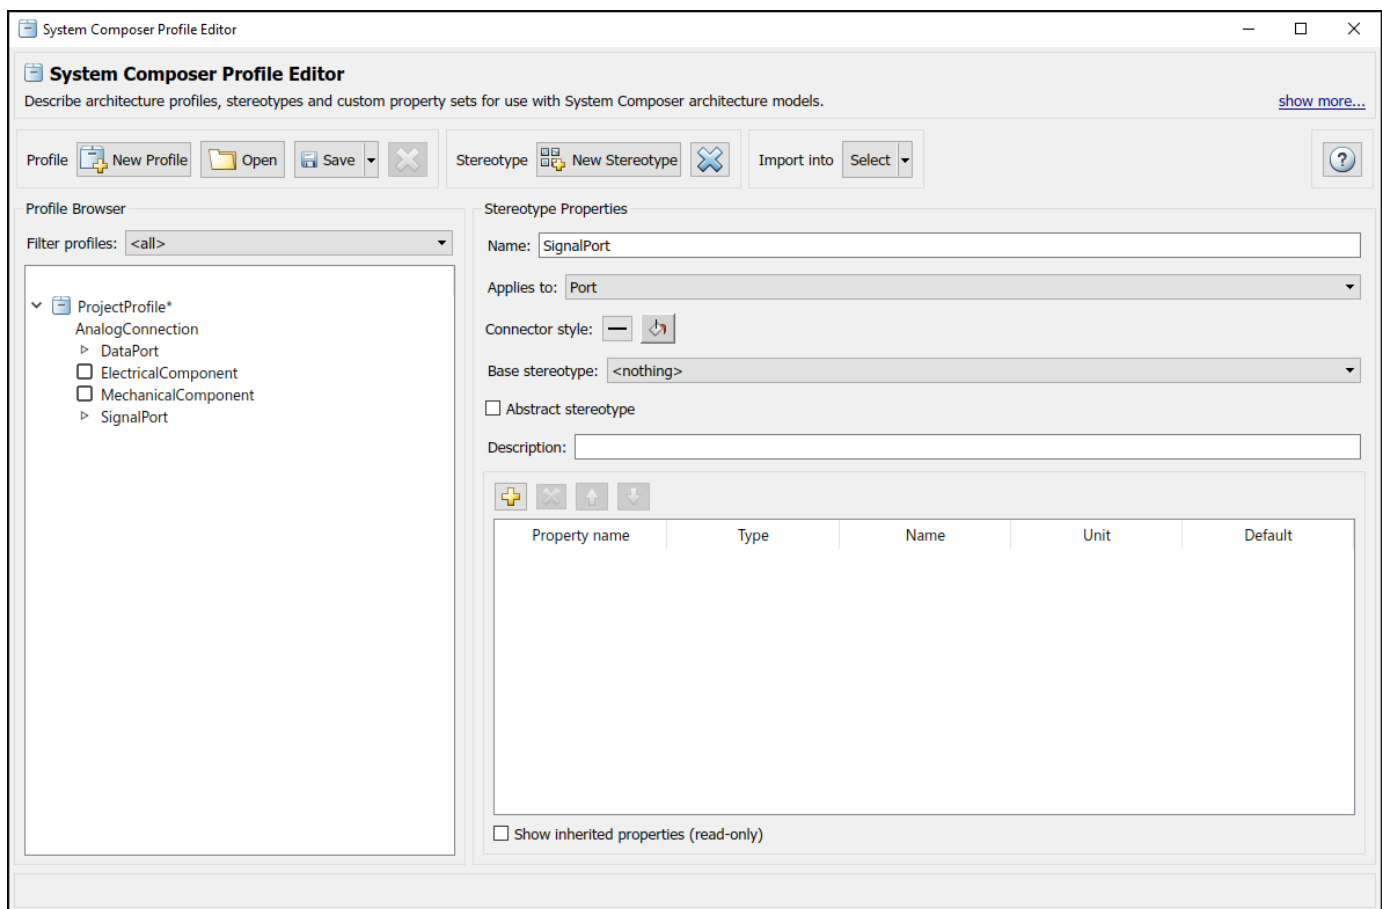 System Composer Profile Editor
System Composer Profile Editor
Describe architecture profiles, stereotypes and custom property sets for use with System Composer architecture models.
show more...
Profile New Profile Open Save Stereotype New Stereotype Import into Select ?
Profile Browser
Filter profiles: <all>
ProjectProfile*
AnalogConnection
DataPort
ElectricalComponent
MechanicalComponent
SignalPort
Stereotype Properties
Name: SignalPort
Applies to: Port
Connector style:
Base stereotype: <nothing>
Abstract stereotype
Description:
Property name Type Name Unit Default
Show inherited properties (read-only)